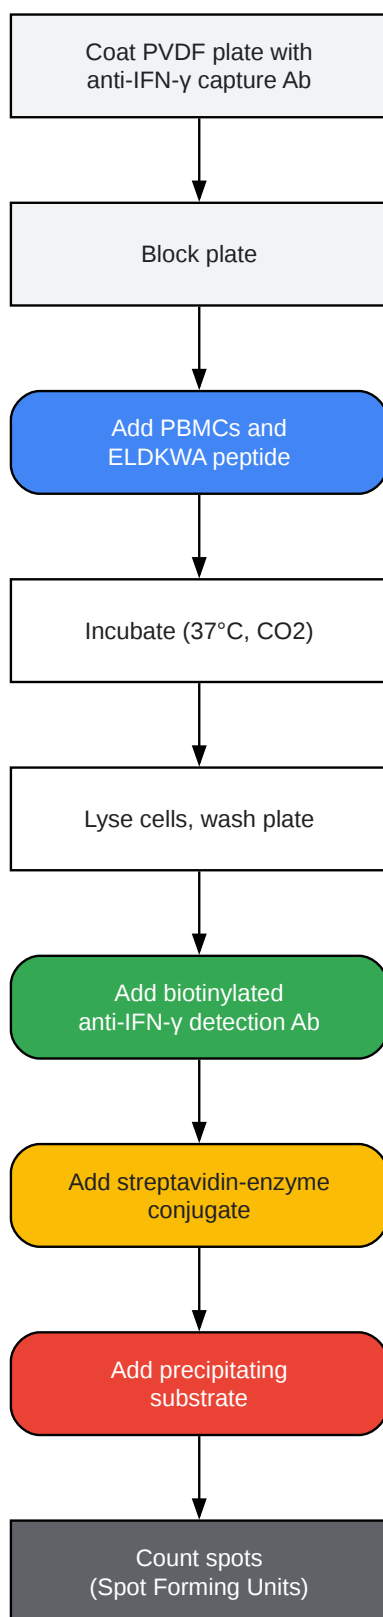 Coat PVDF plate with
anti-IFN-γ capture Ab
Block plate
Add PBMCs and
ELDKWA peptide
Incubate (37°C, CO2)
Lyse cells, wash plate
Add biotinylated
anti-IFN-γ detection Ab
Add streptavidin-enzyme
conjugate
Add precipitating
substrate
Count spots
(Spot Forming Units)